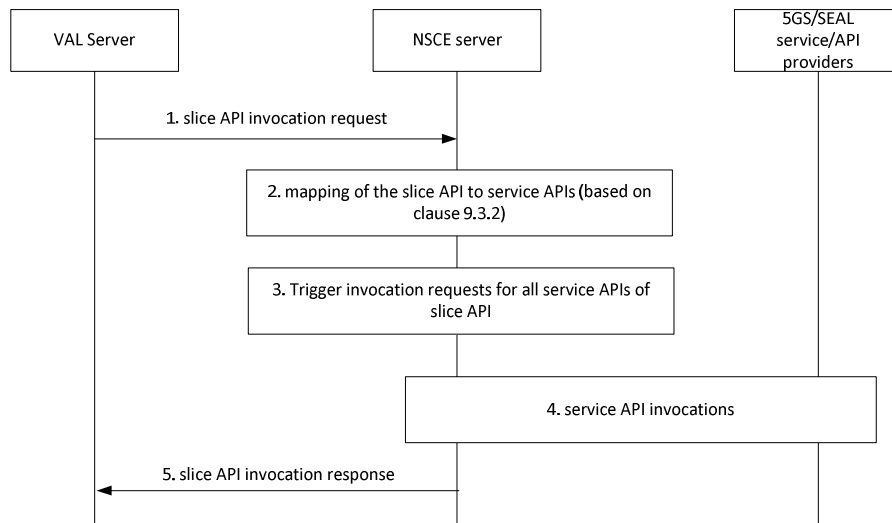 VAL Server
NSCE server
5GS/SEAL
service/API
providers
1. slice API invocation request
2. mapping of the slice API to service APIs (based on
clause 9.3.2)
3. Trigger invocation requests for all service APIs of
slice API
4. service API invocations
5. slice API invocation response